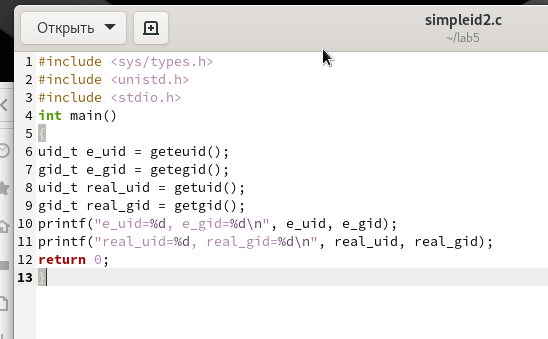 Открыть
simpleid2.c
~/lab5
1 #include <sys/types.h>
2 #include <unistd.h>
3 #include <stdio.h>
4 int main()
5 {
6 uid_t e_uid = geteuid();
7 gid_t e_gid = getegid();
8 uid_t real_uid = getuid();
9 gid_t real_gid = getgid();
10 printf("e_uid=%d, e_gid=%d\n", e_uid, e_gid);
11 printf("real_uid=%d, real_gid=%d\n", real_uid, real_gid);
12 return 0;
13 }